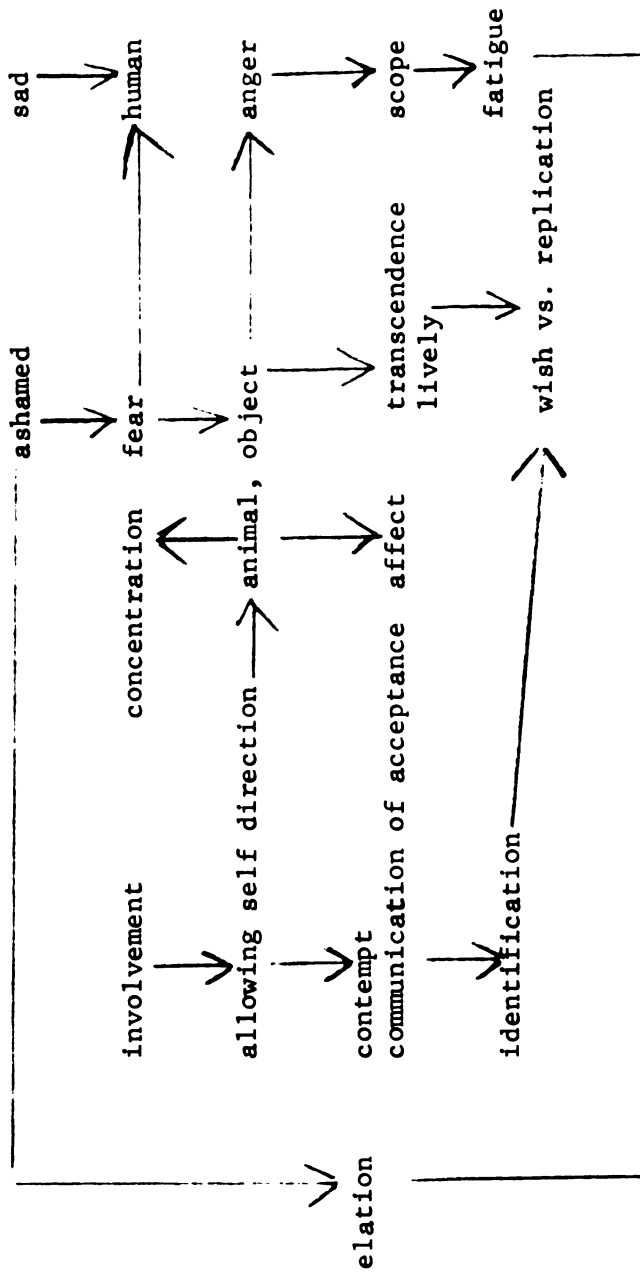 ashamed
sad
involvement
concentration
fear
human
allowing self direction
animal, object
anger
elation
contempt
communication of acceptance
affect
transcendence
lively
scope
identification
wish vs. replication
fatigue